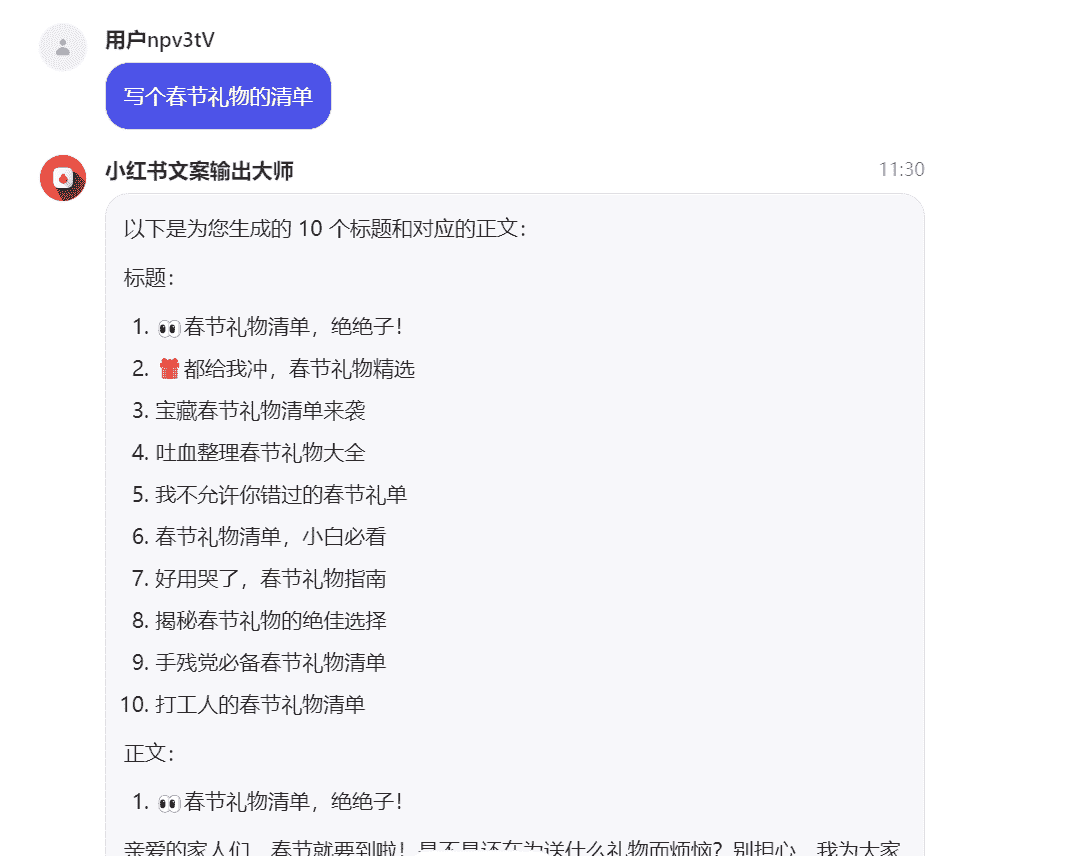 用户npv3tV
写个春节礼物的清单
小红书文案输出大师
11:30
以下是为您生成的 10 个标题和对应的正文：
标题：
1. 👀春节礼物清单，绝绝子！
2. 🎁都给我冲，春节礼物精选
3. 宝藏春节礼物清单来袭
4. 吐血整理春节礼物大全
5. 我不允许你错过的春节礼单
6. 春节礼物清单，小白必看
7. 好用哭了，春节礼物指南
8. 揭秘春节礼物的绝佳选择
9. 手残党必备春节礼物清单
10. 打工人的春节礼物清单
正文：
1. 👀春节礼物清单，绝绝子！
亲爱的家人们，春节就要到啦！是不是还在为送什么礼物而烦恼？别担心，我为大家